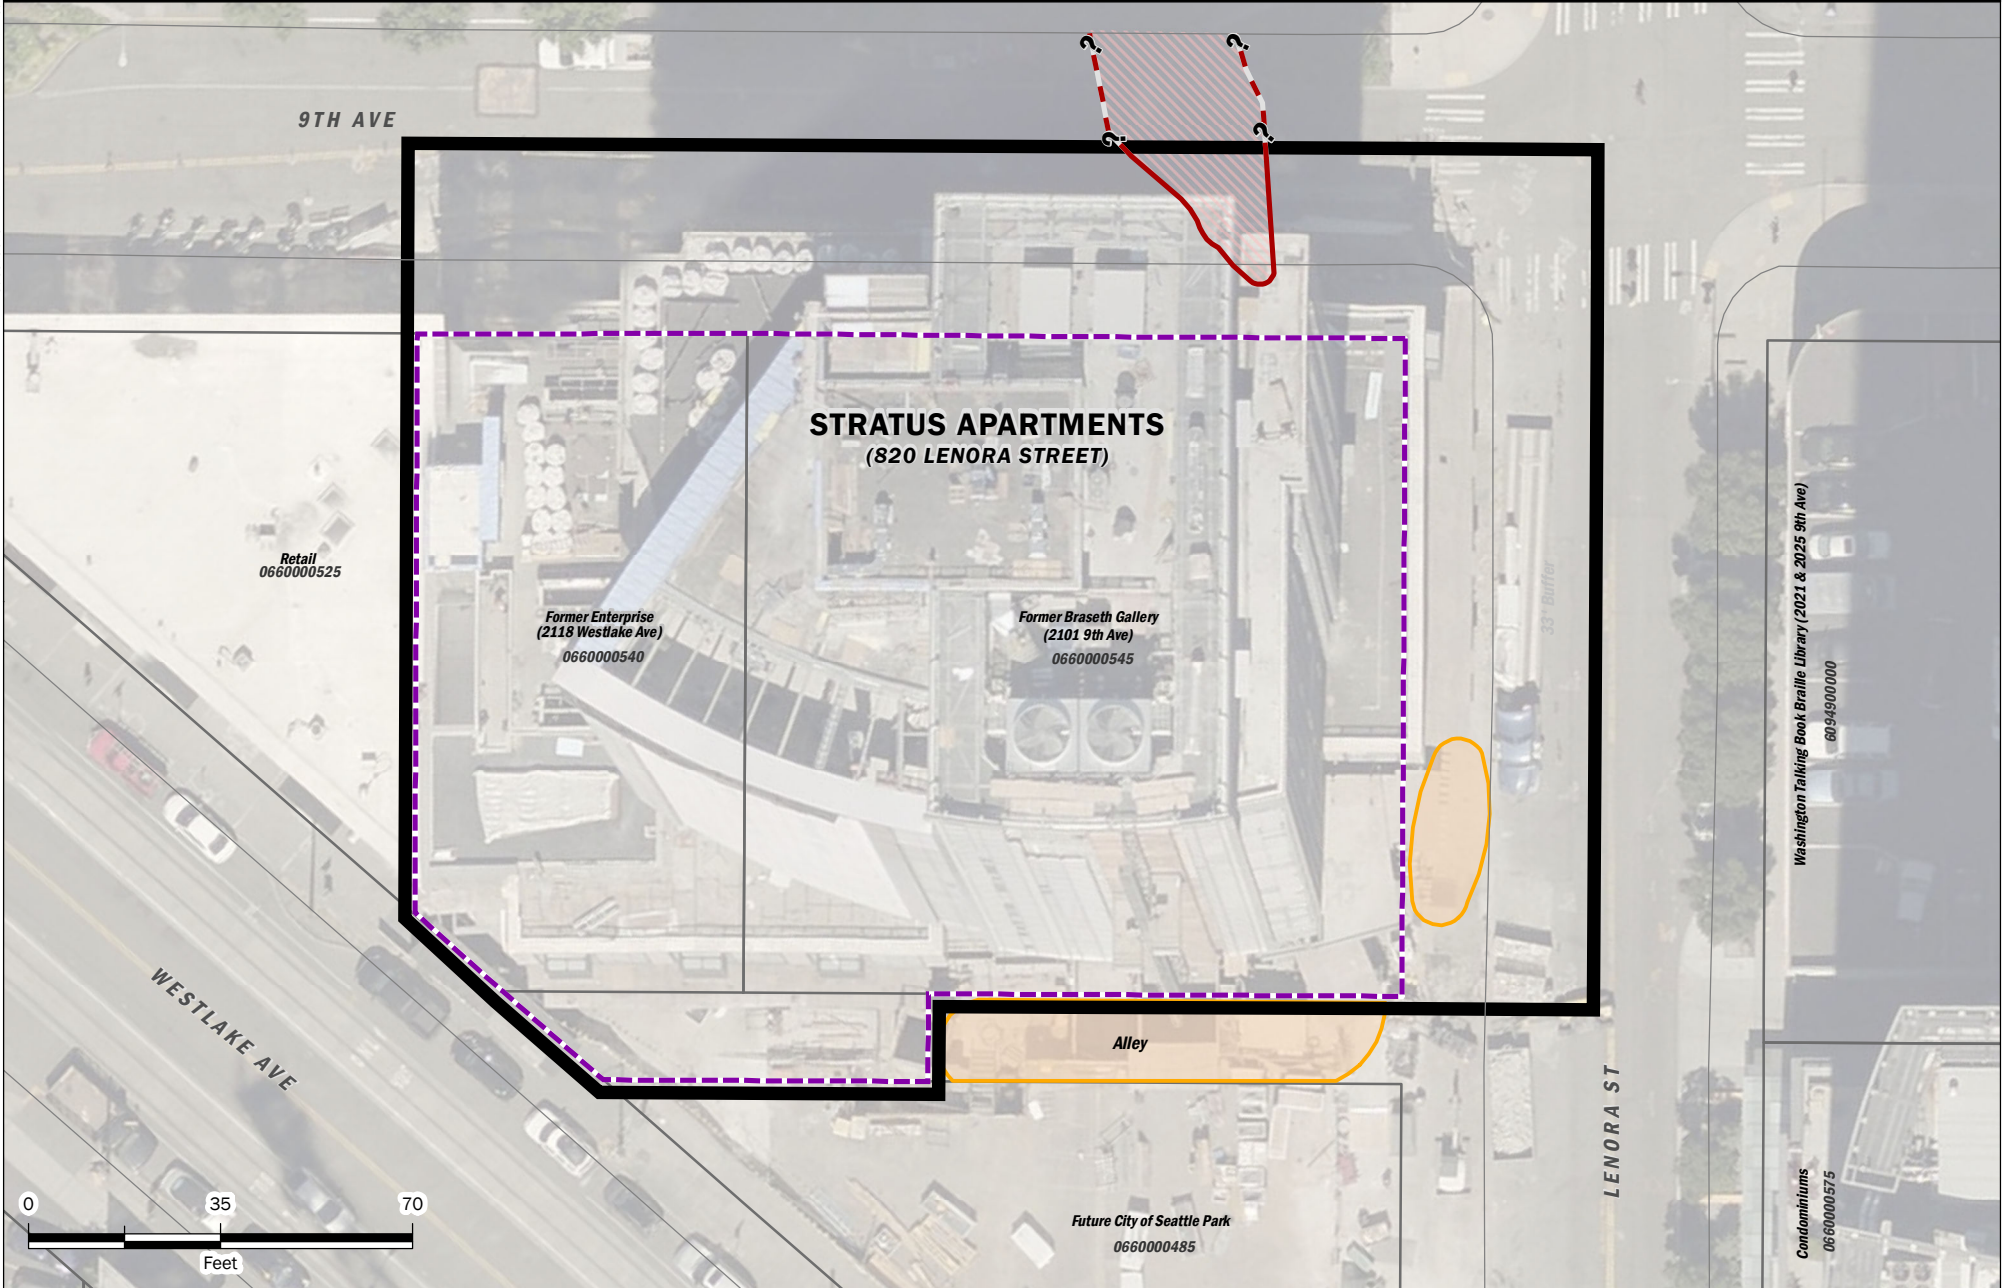 ?
?
?
?
9TH AVE
STRATUS APARTMENTS
(820 LENORA STREET)
Retail
0660000525
Former Enterprise
(2118 Westlake Ave)
0660000540
Former Braseth Gallery
(2101 9th Ave)
0660000545
33' Buffer
Washington Talking Book Braille Library (2021 & 2025 9th Ave)
6094900000
WESTLAKE AVE
Alley
LENORA ST
Future City of Seattle Park
0660000485
Condominiums
0660000575
0 35 70
Feet